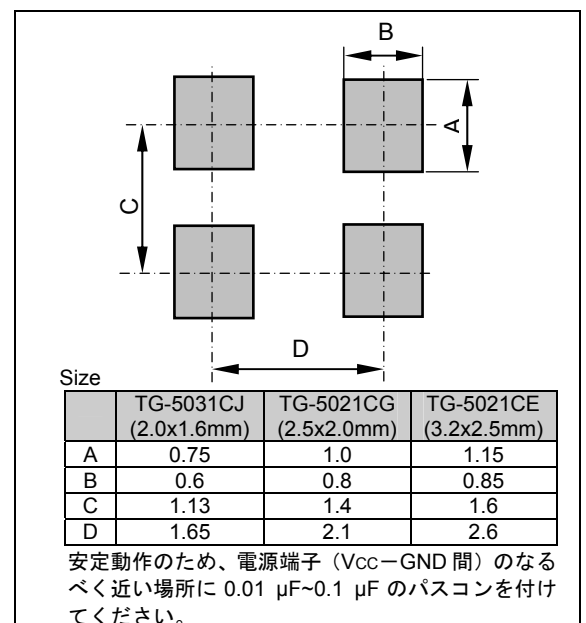 B
A
C
D
Size
TG-5031CJ TG-5021CG TG-5021CE
(2.0x1.6mm) (2.5x2.0mm) (3.2x2.5mm)
A 0.75 1.0 1.15
B 0.6 0.8 0.85
C 1.13 1.4 1.6
D 1.65 2.1 2.6
安定動作のため、電源端子（Vcc－GND 間）のなる
べく近い場所に 0.01 µF~0.1 µF のパスコンを付け
てください。